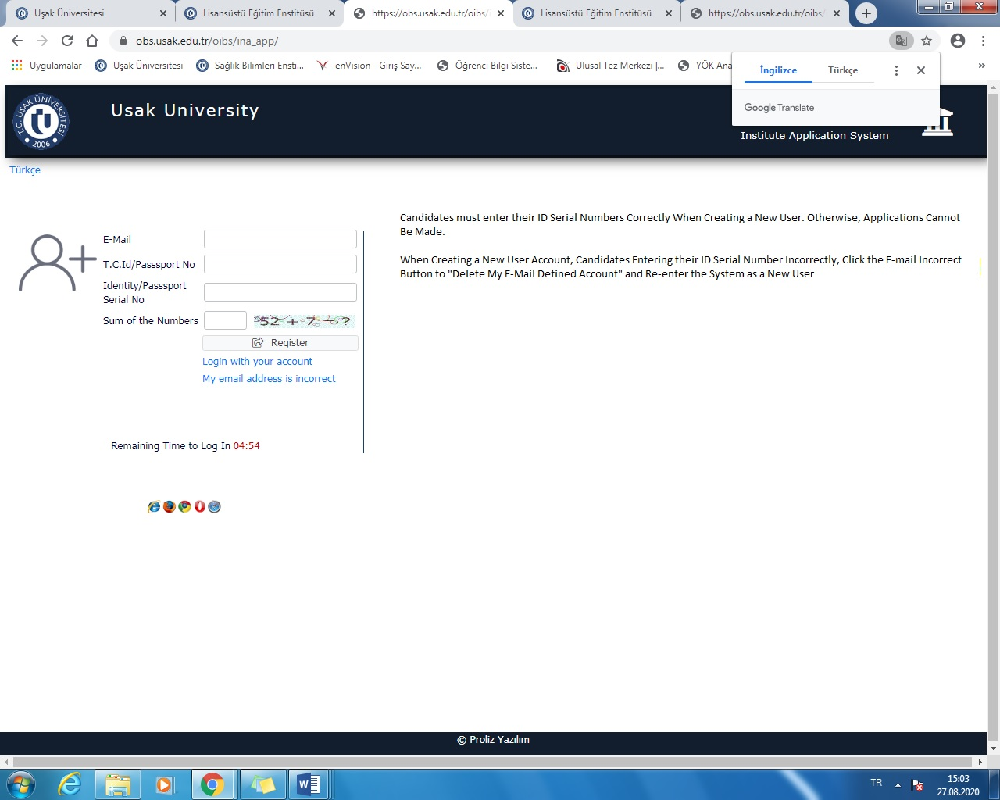 Uşak Üniversitesi
Lisansüstü Eğitim Enstitüsü
https://obs.usak.edu.tr/oibs/
Lisansüstü Eğitim Enstitüsü
https://obs.usak.edu.tr/oibs/
obs.usak.edu.tr/oibs/ina_app/
Uygulamalar
Uşak Üniversitesi
Sağlık Bilimleri Ensti...
enVision - Giriş Say...
Öğrenci Bilgi Siste...
Ulusal Tez Merkezi |...
YÖK Ana
»
İngilizce
Türkçe
Google Translate
T.C. UŞAK ÜNİVERSİTESİ
2006
Usak University
Institute Application System
Türkçe
Candidates must enter their ID Serial Numbers Correctly When Creating a New User. Otherwise, Applications Cannot
Be Made.
When Creating a New User Account, Candidates Entering their ID Serial Number Incorrectly, Click the E-mail Incorrect
Button to "Delete My E-Mail Defined Account" and Re-enter the System as a New User
E-Mail
T.C.Id/Passsport No
Identity/Passsport
Serial No
Sum of the Numbers
52 + 7 = ?
Register
Login with your account
My email address is incorrect
Remaining Time to Log In 04:54
© Proliz Yazılım
TR
15:03
27.08.2020